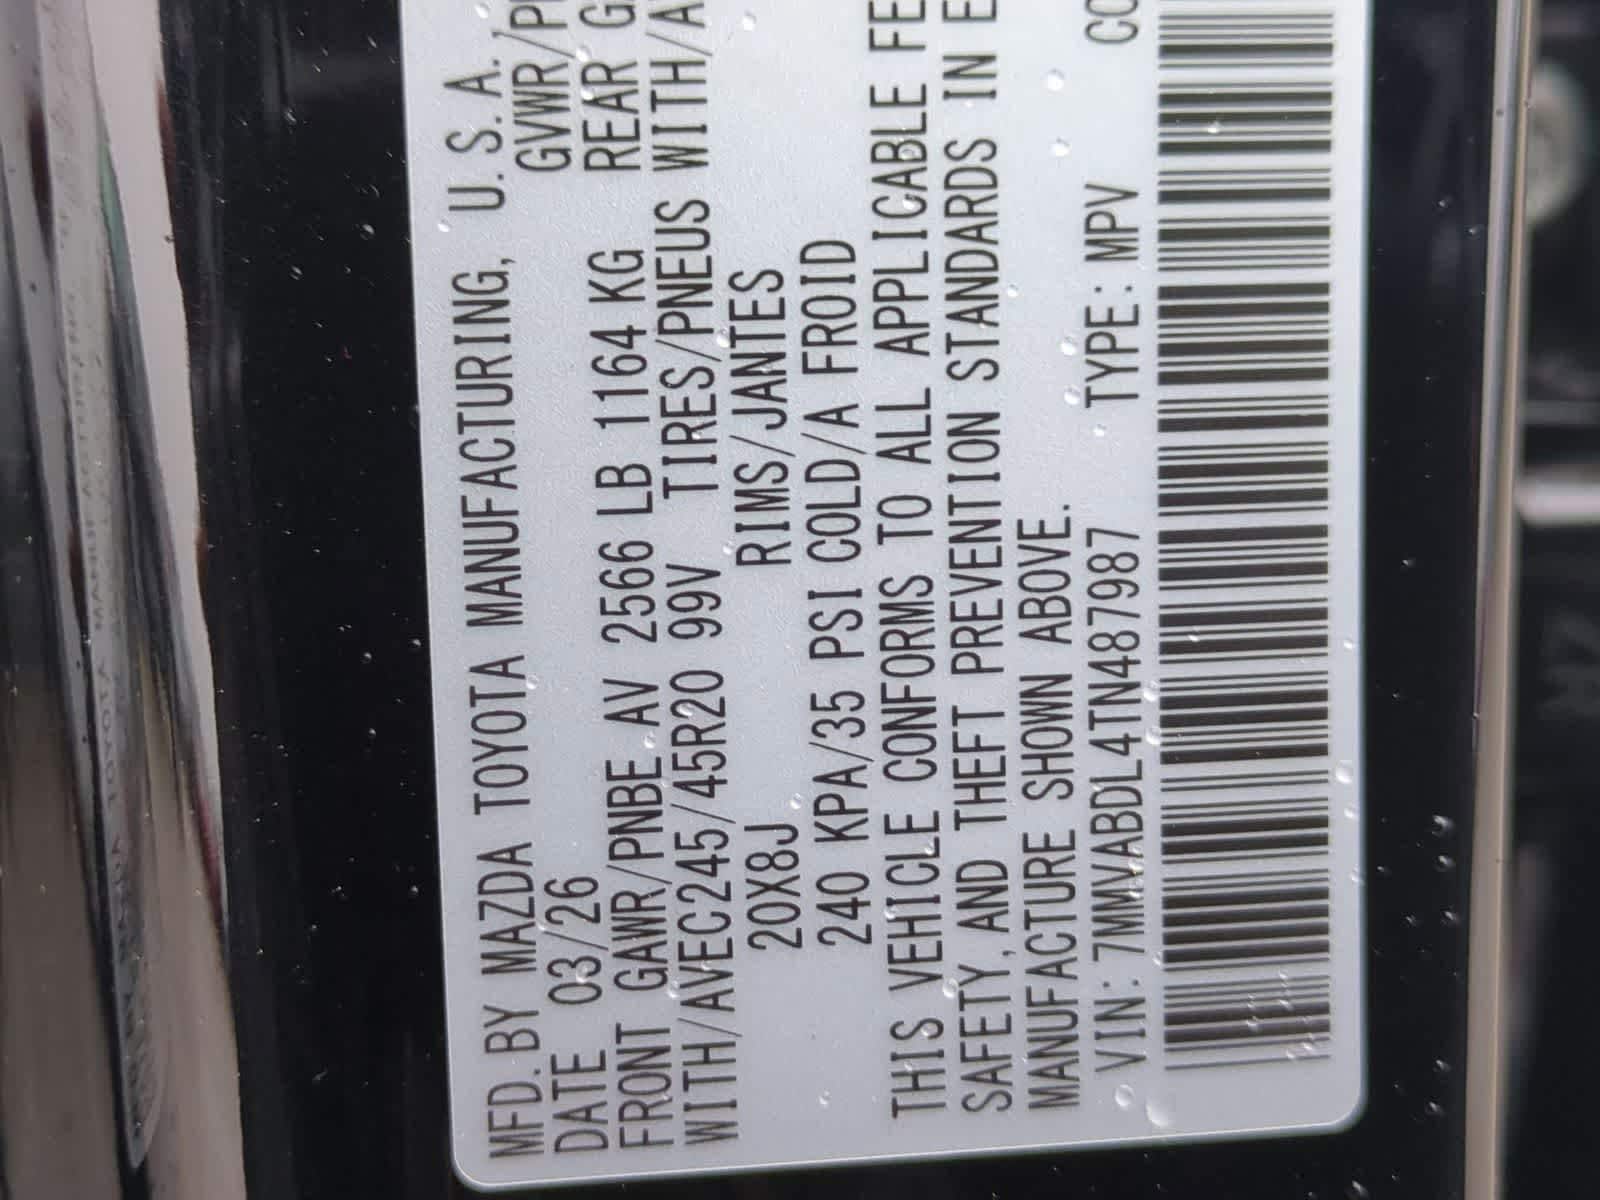 MFD. BY MAZDA TOYOTA MANUFACTURING, U.S.A.
DATE 03/26 GVWR/P
FRONT GAWR/PNBE AV 2566 LB 1164 KG REAR G
WITH/AVEC245/45R20 99V TIRES/PNEUS WITH/A
20X8J RIMS/JANTES
240 KPA/35 PSI COLD/A FROID
THIS VEHICLE CONFORMS TO ALL APPLICABLE FE
SAFETY, AND THEFT PREVENTION STANDARDS IN E
MANUFACTURE SHOWN ABOVE.
VIN: 7MMVABDL4TN487987 TYPE: MPV CO